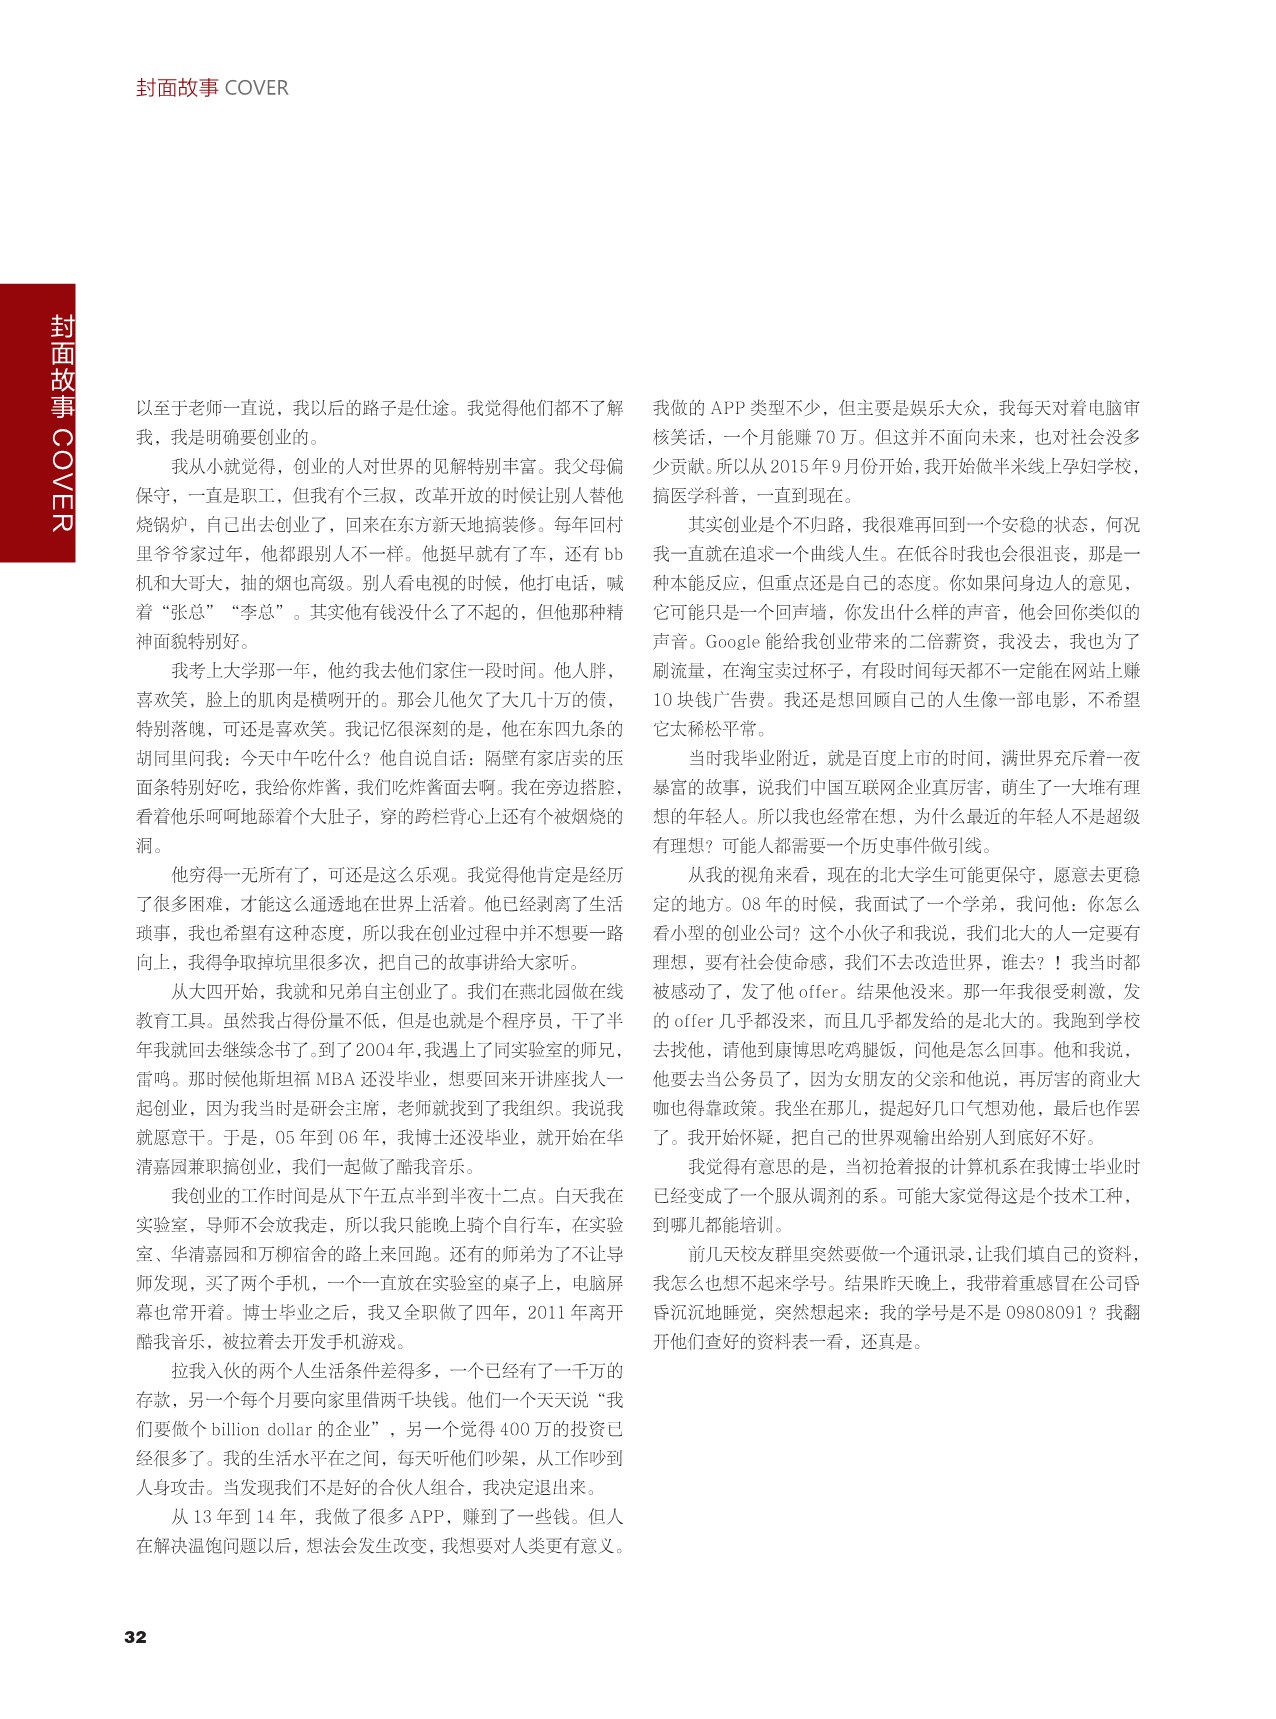 封面故事 COVER
封面故事 COVER
以至于老师一直说，我以后的路子是仕途。我觉得他们都不了解
我，我是明确要创业的。
我从小就觉得，创业的人对世界的见解特别丰富。我父母偏
保守，一直是职工，但我有个三叔，改革开放的时候让别人替他
烧锅炉，自己出去创业了，回来在东方新天地搞装修。每年回村
里爷爷家过年，他都跟别人不一样。他挺早就有了车，还有 bb
机和大哥大，抽的烟也高级。别人看电视的时候，他打电话，喊
着“张总”“李总”。其实他有钱没什么了不起的，但他那种精
神面貌特别好。
我考上大学那一年，他约我去他们家住一段时间。他人胖，
喜欢笑，脸上的肌肉是横咧开的。那会儿他欠了大几十万的债，
特别落魄，可还是喜欢笑。我记忆很深刻的是，他在东四九条的
胡同里问我：今天中午吃什么？他自说自话：隔壁有家店卖的压
面条特别好吃，我给你炸酱，我们吃炸酱面去啊。我在旁边搭腔，
看着他乐呵呵地舔着个大肚子，穿的跨栏背心上还有个被烟烧的
洞。
他穷得一无所有了，可还是这么乐观。我觉得他肯定是经历
了很多困难，才能这么通透地在世界上活着。他已经剥离了生活
琐事，我也希望有这种态度，所以我在创业过程中并不想要一路
向上，我得争取掉坑里很多次，把自己的故事讲给大家听。
从大四开始，我就和兄弟自主创业了。我们在燕北园做在线
教育工具。虽然我占得份量不低，但是也就是个程序员，干了半
年我就回去继续念书了。到了 2004 年，我遇上了同实验室的师兄，
雷鸣。那时候他斯坦福 MBA 还没毕业，想要回来开讲座找人一
起创业，因为我当时是研会主席，老师就找到了我组织。我说我
就愿意干。于是，05 年到 06 年，我博士还没毕业，就开始在华
清嘉园兼职搞创业，我们一起做了酷我音乐。
我创业的工作时间是从下午五点半到半夜十二点。白天我在
实验室，导师不会放我走，所以我只能晚上骑个自行车，在实验
室、华清嘉园和万柳宿舍的路上来回跑。还有的师弟为了不让导
师发现，买了两个手机，一个一直放在实验室的桌子上，电脑屏
幕也常开着。博士毕业之后，我又全职做了四年，2011 年离开
酷我音乐，被拉着去开发手机游戏。
拉我入伙的两个人生活条件差得多，一个已经有了一千万的
存款，另一个每个月要向家里借两千块钱。他们一个天天说“我
们要做个 billion dollar 的企业”，另一个觉得 400 万的投资已
经很多了。我的生活水平在之间，每天听他们吵架，从工作吵到
人身攻击。当发现我们不是好的合伙人组合，我决定退出来。
从 13 年到 14 年，我做了很多 APP，赚到了一些钱。但人
在解决温饱问题以后，想法会发生改变，我想要对人类更有意义。
我做的 APP 类型不少，但主要是娱乐大众，我每天对着电脑审
核笑话，一个月能赚 70 万。但这并不面向未来，也对社会没多
少贡献。所以从 2015 年 9 月份开始，我开始做半米线上孕妇学校，
搞医学科普，一直到现在。
其实创业是个不归路，我很难再回到一个安稳的状态，何况
我一直就在追求一个曲线人生。在低谷时我也会很沮丧，那是一
种本能反应，但重点还是自己的态度。你如果问身边人的意见，
它可能只是一个回声墙，你发出什么样的声音，他会回你类似的
声音。Google 能给我创业带来的二倍薪资，我没去，我也为了
刷流量，在淘宝卖过杯子，有段时间每天都不一定能在网站上赚
10 块钱广告费。我还是想回顾自己的人生像一部电影，不希望
它太稀松平常。
当时我毕业附近，就是百度上市的时间，满世界充斥着一夜
暴富的故事，说我们中国互联网企业真厉害，萌生了一大堆有理
想的年轻人。所以我也经常在想，为什么最近的年轻人不是超级
有理想？可能人都需要一个历史事件做引线。
从我的视角来看，现在的北大学生可能更保守，愿意去更稳
定的地方。08 年的时候，我面试了一个学弟，我问他：你怎么
看小型的创业公司？这个小伙子和我说，我们北大的人一定要有
理想，要有社会使命感，我们不去改造世界，谁去？！我当时都
被感动了，发了他 offer。结果他没来。那一年我很受刺激，发
的 offer 几乎都没来，而且几乎都发给的是北大的。我跑到学校
去找他，请他到康博思吃鸡腿饭，问他是怎么回事。他和我说，
他要去当公务员了，因为女朋友的父亲和他说，再厉害的商业大
咖也得靠政策。我坐在那儿，提起好几口气想劝他，最后也作罢
了。我开始怀疑，把自己的世界观输出给别人到底好不好。
我觉得有意思的是，当初抢着报的计算机系在我博士毕业时
已经变成了一个服从调剂的系。可能大家觉得这是个技术工种，
到哪儿都能培训。
前几天校友群里突然要做一个通讯录，让我们填自己的资料，
我怎么也想不起来学号。结果昨天晚上，我带着重感冒在公司昏
昏沉沉地睡觉，突然想起来：我的学号是不是 09808091？我翻
开他们查好的资料表一看，还真是。
32